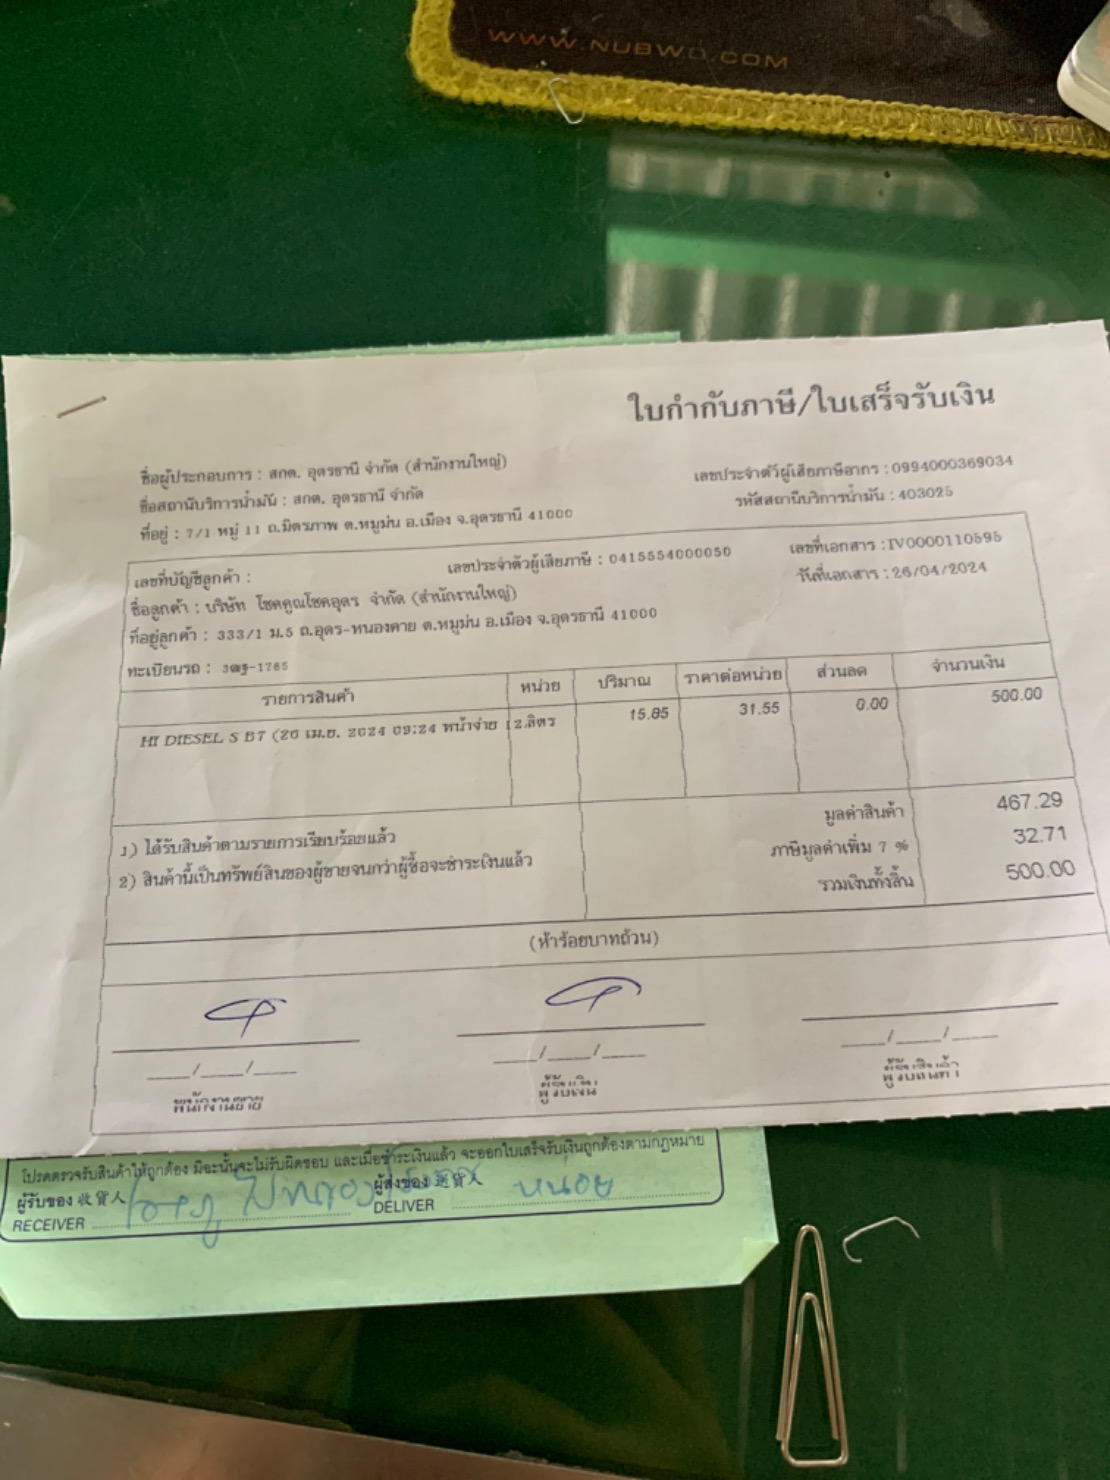 WWW.NUBWO.COM
ใบกำกับภาษี/ใบเสร็จรับเงิน
ชื่อผู้ประกอบการ : สกต. อุดรธานี จำกัด (สำนักงานใหญ่)
เลขประจำตัวผู้เสียภาษีอากร : 0994000369034
ชื่อสถานีบริการน้ำมัน : สกต. อุดรธานี จำกัด
รหัสสถานีบริการน้ำมัน : 403025
ที่อยู่ : 7/1 หมู่ 11 ถ.มิตรภาพ ต.หมูม่น อ.เมือง จ.อุดรธานี 41000
เลขที่บัญชีลูกค้า : เลขประจำตัวผู้เสียภาษี : 0415554000050 เลขที่เอกสาร : IV0000110595
ชื่อลูกค้า : บริษัท โชคคูณโชคอุดร จำกัด (สำนักงานใหญ่) วันที่เอกสาร : 26/04/2024
ที่อยู่ลูกค้า : 333/1 ม.5 ถ.อุดร-หนองคาย ต.หมูม่น อ.เมือง จ.อุดรธานี 41000
ทะเบียนรถ : -1765
รายการสินค้า หน่วย ปริมาณ ราคาต่อหน่วย ส่วนลด จำนวนเงิน
HI DIESEL S B7 (26 เม.ย. 2024 09:24 หน้าจ่าย 12 ลิตร 15.85 31.55 0.00 500.00
1) ได้รับสินค้าตามรายการเรียบร้อยแล้ว
2) สินค้านี้เป็นทรัพย์สินของผู้ขายจนกว่าผู้ซื้อจะชำระเงินแล้ว
มูลค่าสินค้า 467.29
ภาษีมูลค่าเพิ่ม 7 % 32.71
รวมเงินทั้งสิ้น 500.00
(ห้าร้อยบาทถ้วน)
___/___/___ ___/___/___ ___/___/___
พนักงานขาย ผู้รับเงิน ผู้รับสินค้า
โปรดตรวจรับสินค้าให้ถูกต้อง มิฉะนั้นจะไม่รับผิดชอบ และเมื่อชำระเงินแล้ว จะออกใบเสร็จรับเงินถูกต้องตามกฎหมาย
ผู้รับของ 收貨人 ผู้ส่งของ 送貨人 หน่อย
RECEIVER DELIVER